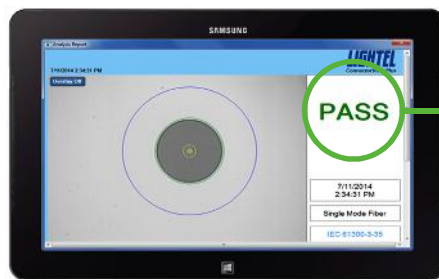 SAMSUNG
Analysis Report
LIGHTEL
7/11/2014 2:34:31 PM
Overlay Off
PASS
7/11/2014
2:34:31 PM
Single Mode Fiber
IEC-61300-3-35